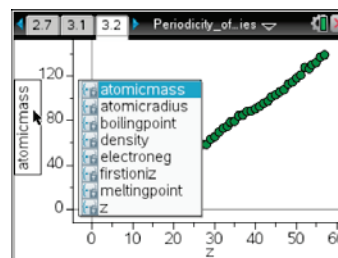 2.7 3.1 3.2 Periodicity_of...ies
atomicmass
120
80
40
0
atomicmass
atomicradius
boilingpoint
density
electroneg
firstioniz
meltingpoint
z
0 10 20 30 40 50 60
z